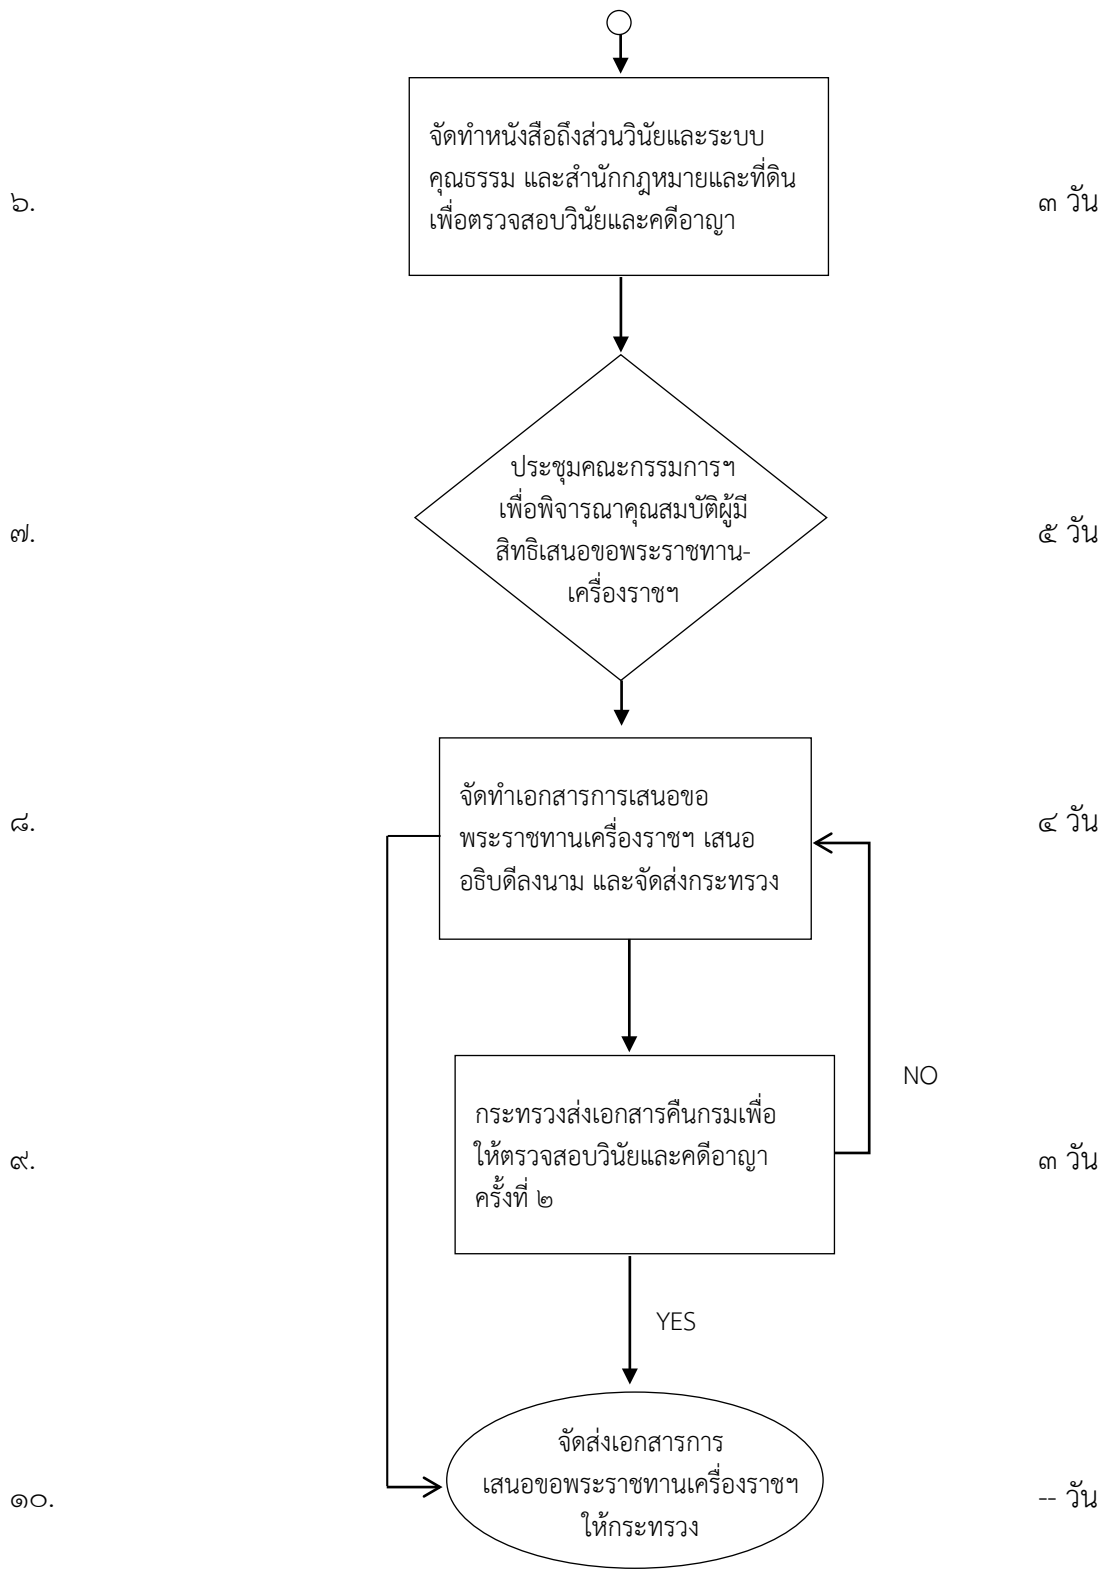 จัดทำหนังสือถึงส่วนวินัยและระบบ
คุณธรรม และสำนักกฎหมายและที่ดิน
เพื่อตรวจสอบวินัยและคดีอาญา
๖.
๓ วัน
ประชุมคณะกรรมการฯ
เพื่อพิจารณาคุณสมบัติผู้มี
สิทธิเสนอขอพระราชทาน-
เครื่องราชฯ
๗.
๕ วัน
จัดทำเอกสารการเสนอขอ
พระราชทานเครื่องราชฯ เสนอ
อธิบดีลงนาม และจัดส่งกระทรวง
๘.
๔ วัน
NO
กระทรวงส่งเอกสารคืนกรมเพื่อ
ให้ตรวจสอบวินัยและคดีอาญา
ครั้งที่ ๒
๙.
๓ วัน
YES
จัดส่งเอกสารการ
เสนอขอพระราชทานเครื่องราชฯ
ให้กระทรวง
๑๐.
-- วัน